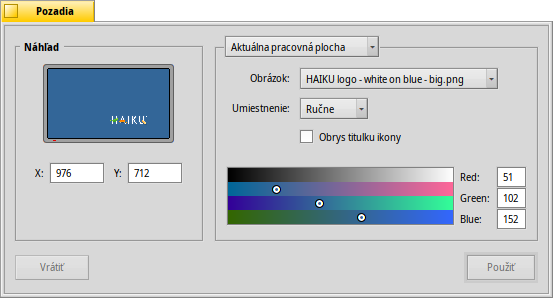 Pozadia
Náhľad
HAIKU
X: 976 Y: 712
Aktuálna pracovná plocha
Obrázok: HAIKU logo - white on blue - big.png
Umiestnenie: Ručne
Obrys titulku ikony
Red: 51
Green: 102
Blue: 152
Vrátiť
Použiť